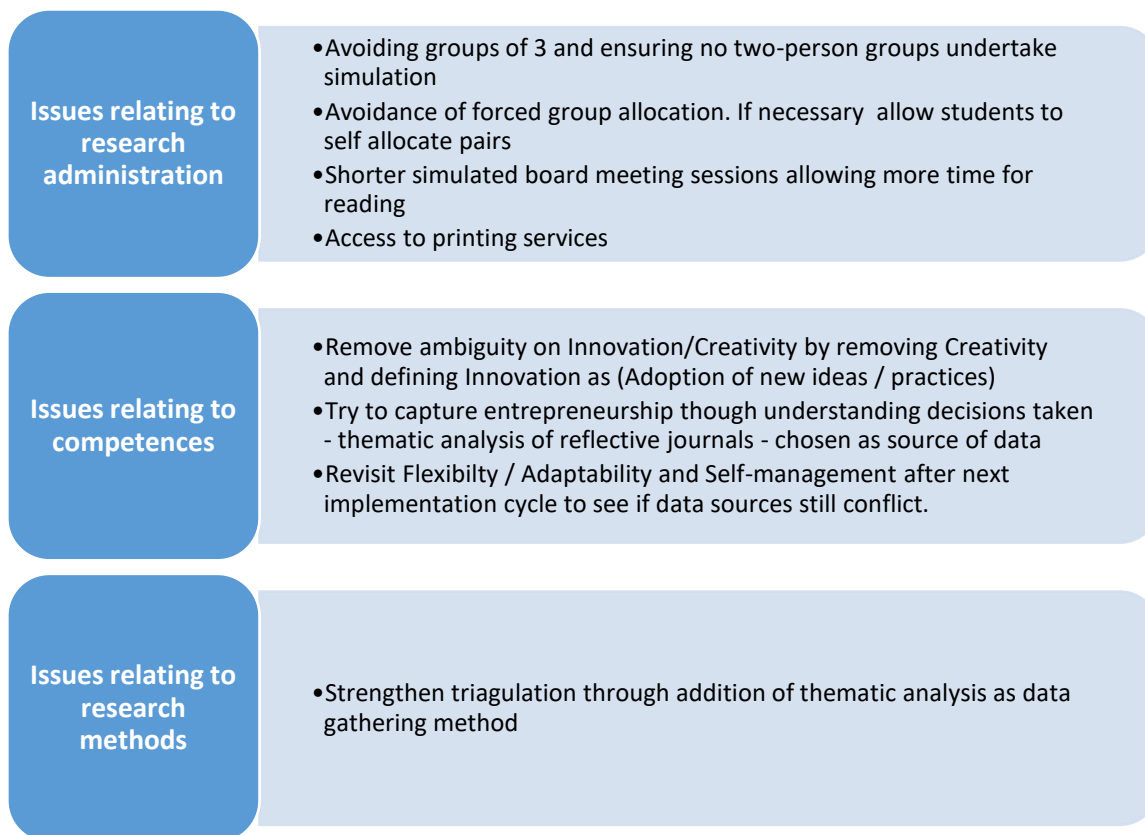 Issues relating to
research
administration
•Avoiding groups of 3 and ensuring no two-person groups undertake
simulation
•Avoidance of forced group allocation. If necessary allow students to
self allocate pairs
•Shorter simulated board meeting sessions allowing more time for
reading
•Access to printing services
Issues relating to
competences
•Remove ambiguity on Innovation/Creativity by removing Creativity
and defining Innovation as (Adoption of new ideas / practices)
•Try to capture entrepreneurship though understanding decisions taken
- thematic analysis of reflective journals - chosen as source of data
•Revisit Flexibilty / Adaptability and Self-management after next
implementation cycle to see if data sources still conflict.
Issues relating to
research
methods
•Strengthen triagulation through addition of thematic analysis as data
gathering method